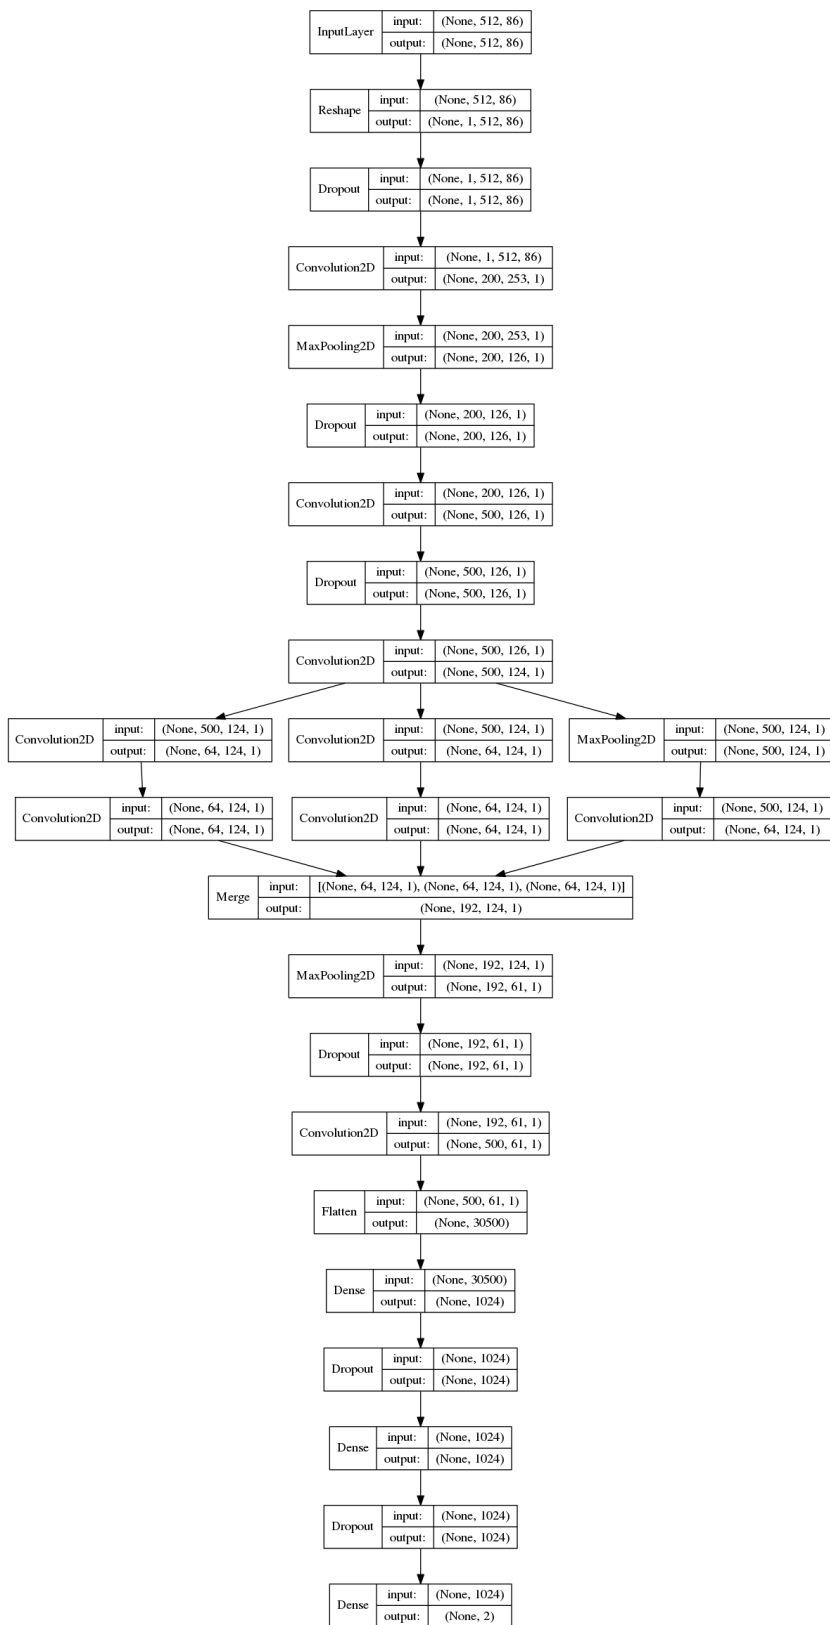 InputLayer input: (None, 512, 86)
output: (None, 512, 86)
Reshape input: (None, 512, 86)
output: (None, 1, 512, 86)
Dropout input: (None, 1, 512, 86)
output: (None, 1, 512, 86)
Convolution2D input: (None, 1, 512, 86)
output: (None, 200, 253, 1)
MaxPooling2D input: (None, 200, 253, 1)
output: (None, 200, 126, 1)
Dropout input: (None, 200, 126, 1)
output: (None, 200, 126, 1)
Convolution2D input: (None, 200, 126, 1)
output: (None, 500, 126, 1)
Dropout input: (None, 500, 126, 1)
output: (None, 500, 126, 1)
Convolution2D input: (None, 500, 126, 1)
output: (None, 500, 124, 1)
Convolution2D input: (None, 500, 124, 1)
output: (None, 64, 124, 1)
Convolution2D input: (None, 500, 124, 1)
output: (None, 64, 124, 1)
MaxPooling2D input: (None, 500, 124, 1)
output: (None, 500, 124, 1)
Convolution2D input: (None, 64, 124, 1)
output: (None, 64, 124, 1)
Convolution2D input: (None, 64, 124, 1)
output: (None, 64, 124, 1)
Convolution2D input: (None, 500, 124, 1)
output: (None, 64, 124, 1)
Merge input: [(None, 64, 124, 1), (None, 64, 124, 1), (None, 64, 124, 1)]
output: (None, 192, 124, 1)
MaxPooling2D input: (None, 192, 124, 1)
output: (None, 192, 61, 1)
Dropout input: (None, 192, 61, 1)
output: (None, 192, 61, 1)
Convolution2D input: (None, 192, 61, 1)
output: (None, 500, 61, 1)
Flatten input: (None, 500, 61, 1)
output: (None, 30500)
Dense input: (None, 30500)
output: (None, 1024)
Dropout input: (None, 1024)
output: (None, 1024)
Dense input: (None, 1024)
output: (None, 1024)
Dropout input: (None, 1024)
output: (None, 1024)
Dense input: (None, 1024)
output: (None, 2)